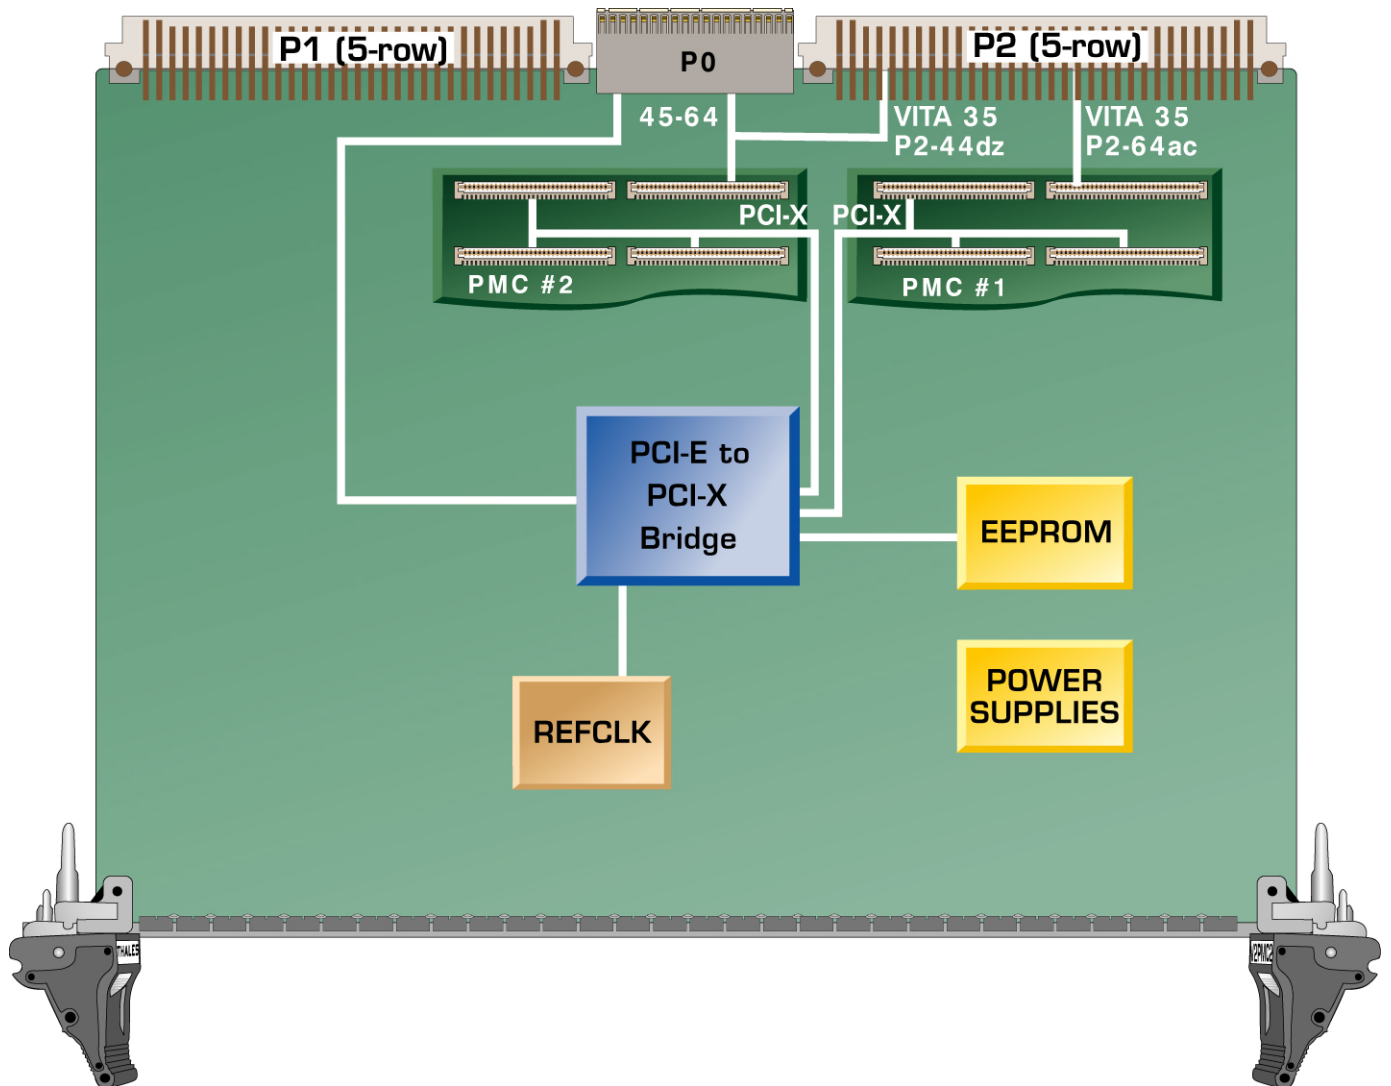 P1 (5-row)
P0
P2 (5-row)
45-64
VITA 35
P2-44dz
VITA 35
P2-64ac
PCI-X
PCI-X
PMC #2
PMC #1
PCI-E to
PCI-X
Bridge
EEPROM
POWER
SUPPLIES
REFCLK
THALES